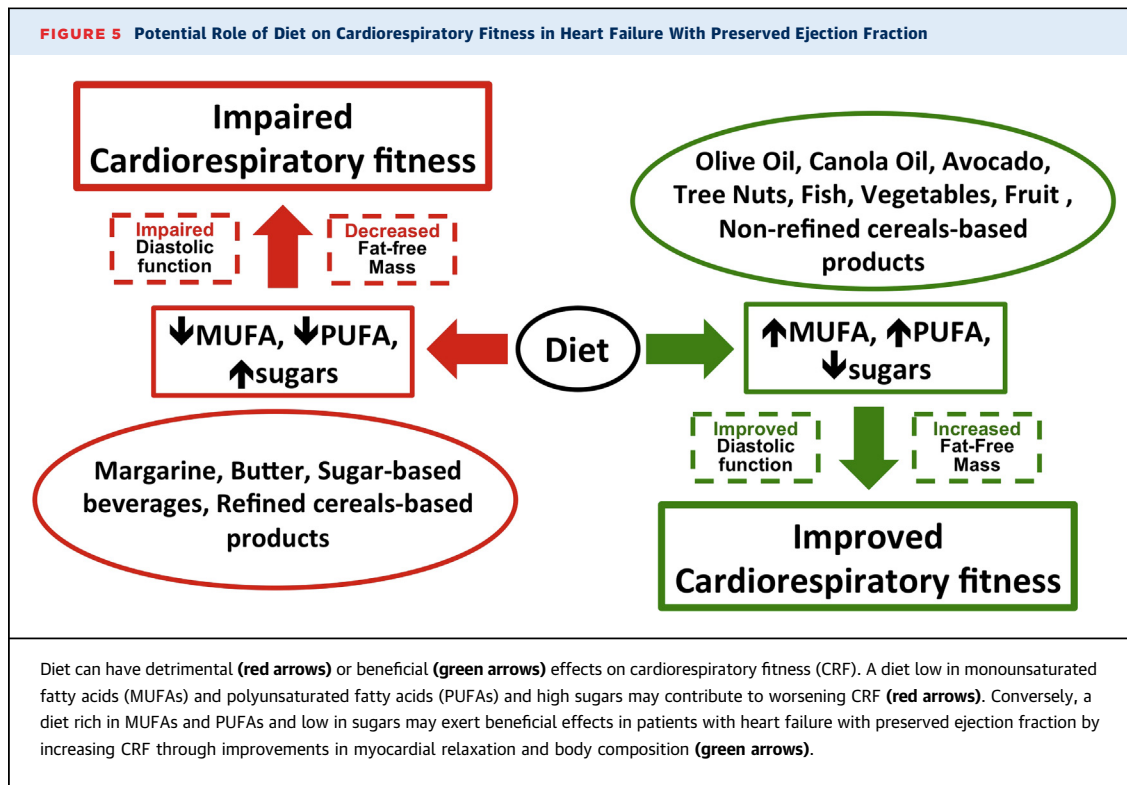 FIGURE 5 Potential Role of Diet on Cardiorespiratory Fitness in Heart Failure With Preserved Ejection Fraction
Impaired
Cardiorespiratory fitness
Impaired
Diastolic
function
Decreased
Fat-free
Mass
↓MUFA, ↓PUFA,
↑sugars
Margarine, Butter, Sugar-based
beverages, Refined cereals-based
products
Diet
Olive Oil, Canola Oil, Avocado,
Tree Nuts, Fish, Vegetables, Fruit ,
Non-refined cereals-based
products
↑MUFA, ↑PUFA,
↓sugars
Improved
Diastolic
function
Increased
Fat-Free
Mass
Improved
Cardiorespiratory fitness
Diet can have detrimental (red arrows) or beneficial (green arrows) effects on cardiorespiratory fitness (CRF). A diet low in monounsaturated
fatty acids (MUFAs) and polyunsaturated fatty acids (PUFAs) and high sugars may contribute to worsening CRF (red arrows). Conversely, a
diet rich in MUFAs and PUFAs and low in sugars may exert beneficial effects in patients with heart failure with preserved ejection fraction by
increasing CRF through improvements in myocardial relaxation and body composition (green arrows).